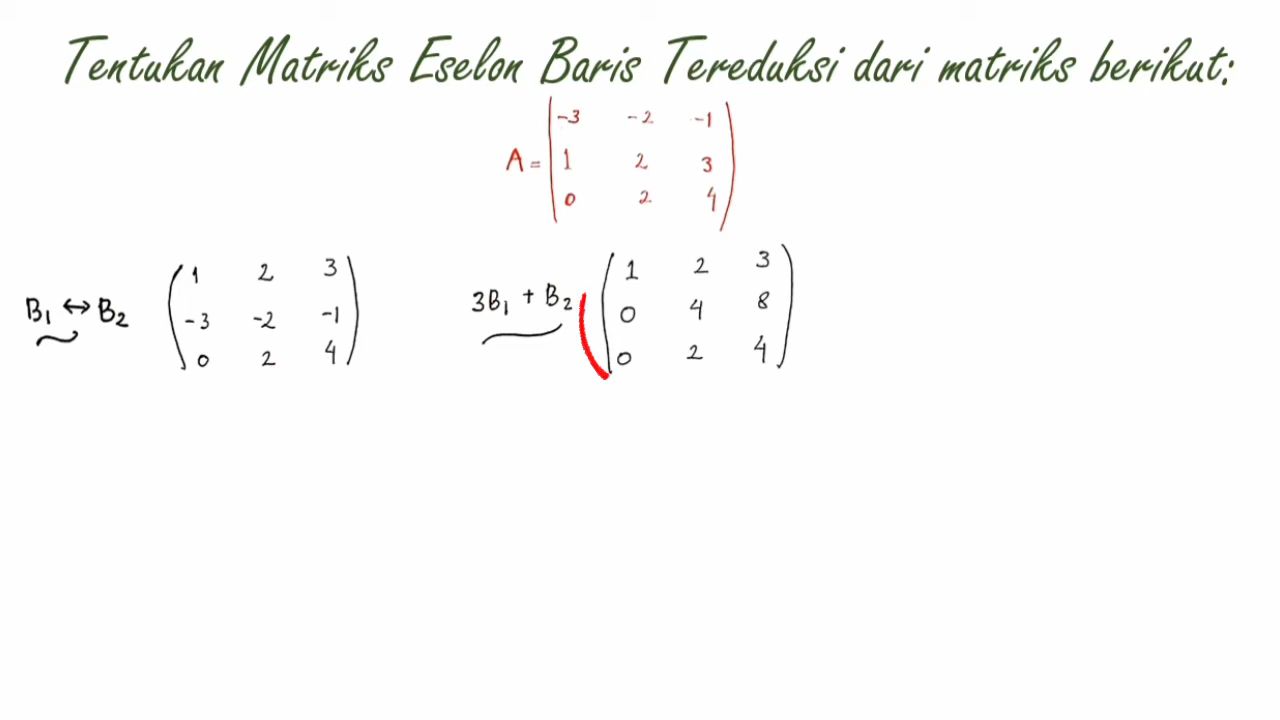 Tentukan Matriks Eselon Baris Tereduksi dari matriks berikut:
-3 -2 -1
A = 1 2 3
0 2 4
1 2 3
B₁ ↔ B₂ -3 -2 -1
0 2 4
1 2 3
3B₁ + B₂ 0 4 8
0 2 4